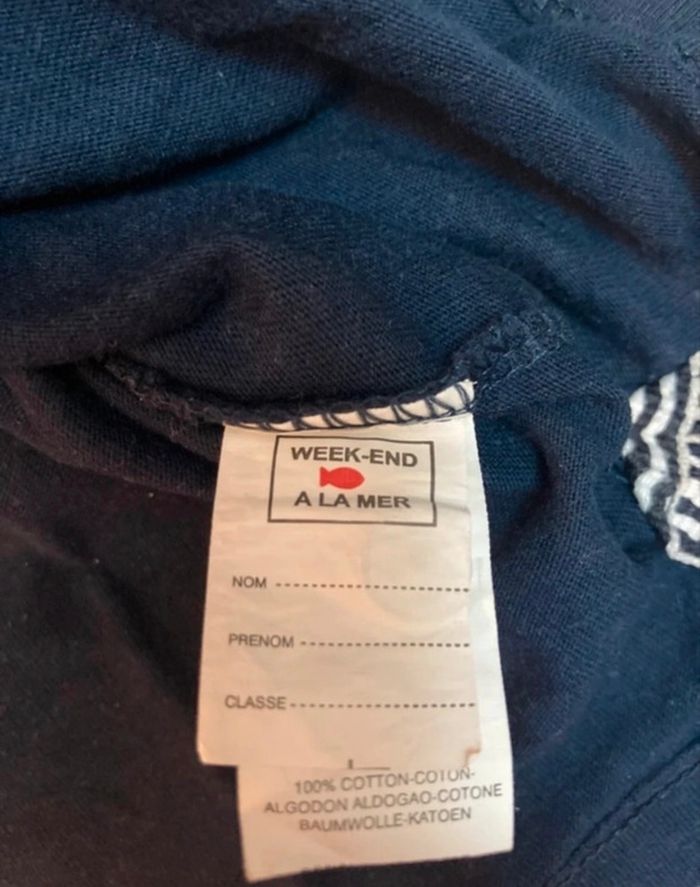 WEEK-END
A LA MER
NOM
PRENOM
CLASSE
100% COTTON-COTON-
ALGODON ALDOGAO-COTONE
BAUMWOLLE-KATOEN